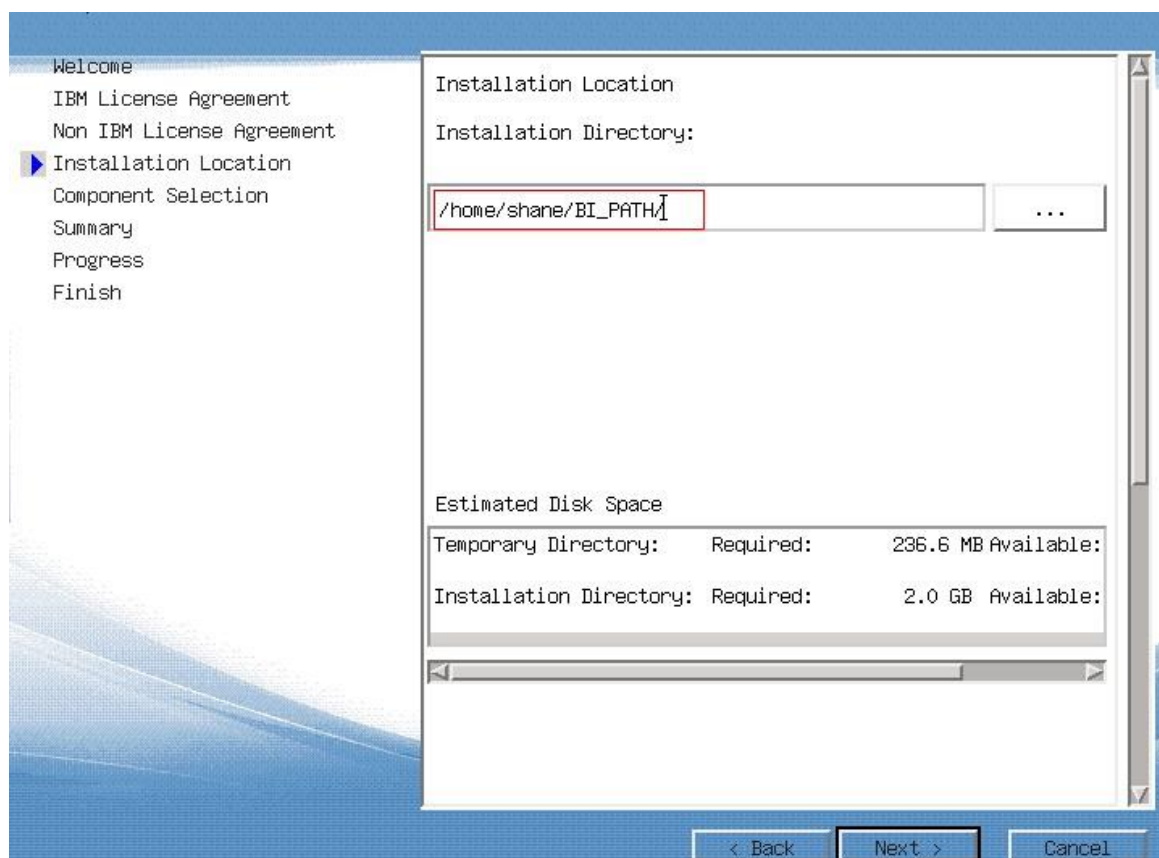 Welcome
IBM License Agreement
Non IBM License Agreement
Installation Location
Component Selection
Summary
Progress
Finish
Installation Location
Installation Directory:
/home/shane/BI_PATH/
...
Estimated Disk Space
Temporary Directory: Required: 236.6 MB Available:
Installation Directory: Required: 2.0 GB Available:
< Back Next > Cancel